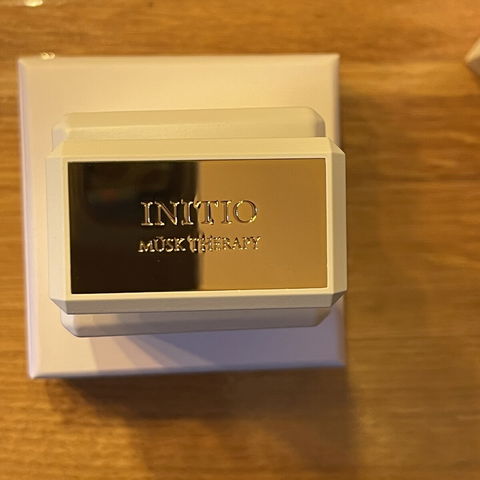 INITIO
MUSK THERAPY